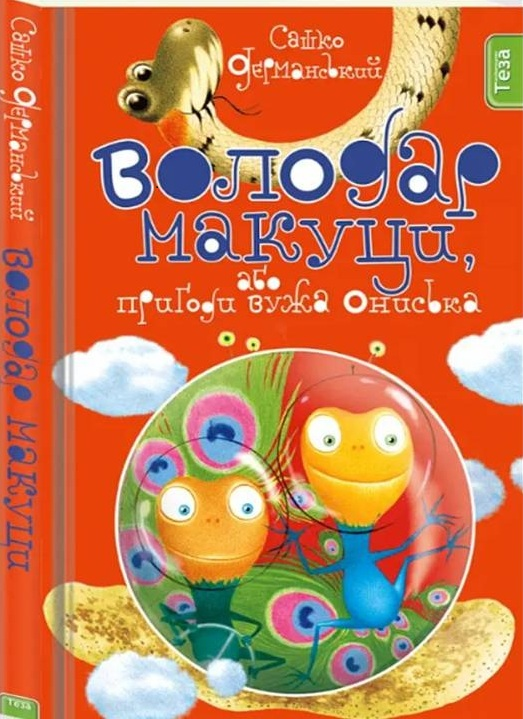 Сашко
Дерманський
Теза
Володар
Макуци,
або
пригоди вужа Ониська
Сашко Дерманський
Володар Макуци
Теза